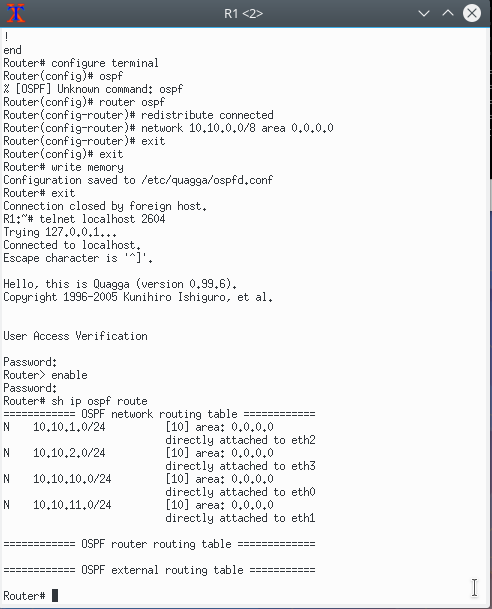 R1 <2>
!
end
Router# configure terminal
Router(config)# ospf
% [OSPF] Unknown command: ospf
Router(config)# router ospf
Router(config-router)# redistribute connected
Router(config-router)# network 10.10.0.0/8 area 0.0.0.0
Router(config-router)# exit
Router(config)# exit
Router# write memory
Configuration saved to /etc/quagga/ospfd.conf
Router# exit
Connection closed by foreign host.
R1:~# telnet localhost 2604
Trying 127.0.0.1...
Connected to localhost.
Escape character is '^]'.
Hello, this is Quagga (version 0.99.6).
Copyright 1996-2005 Kunihiro Ishiguro, et al.
User Access Verification
Password:
Router> enable
Password:
Router# sh ip ospf route
============ OSPF network routing table ============
N    10.10.1.0/24          [10] area: 0.0.0.0
                           directly attached to eth2
N    10.10.2.0/24          [10] area: 0.0.0.0
                           directly attached to eth3
N    10.10.10.0/24         [10] area: 0.0.0.0
                           directly attached to eth0
N    10.10.11.0/24         [10] area: 0.0.0.0
                           directly attached to eth1
============ OSPF router routing table =============
============ OSPF external routing table ===========
Router#